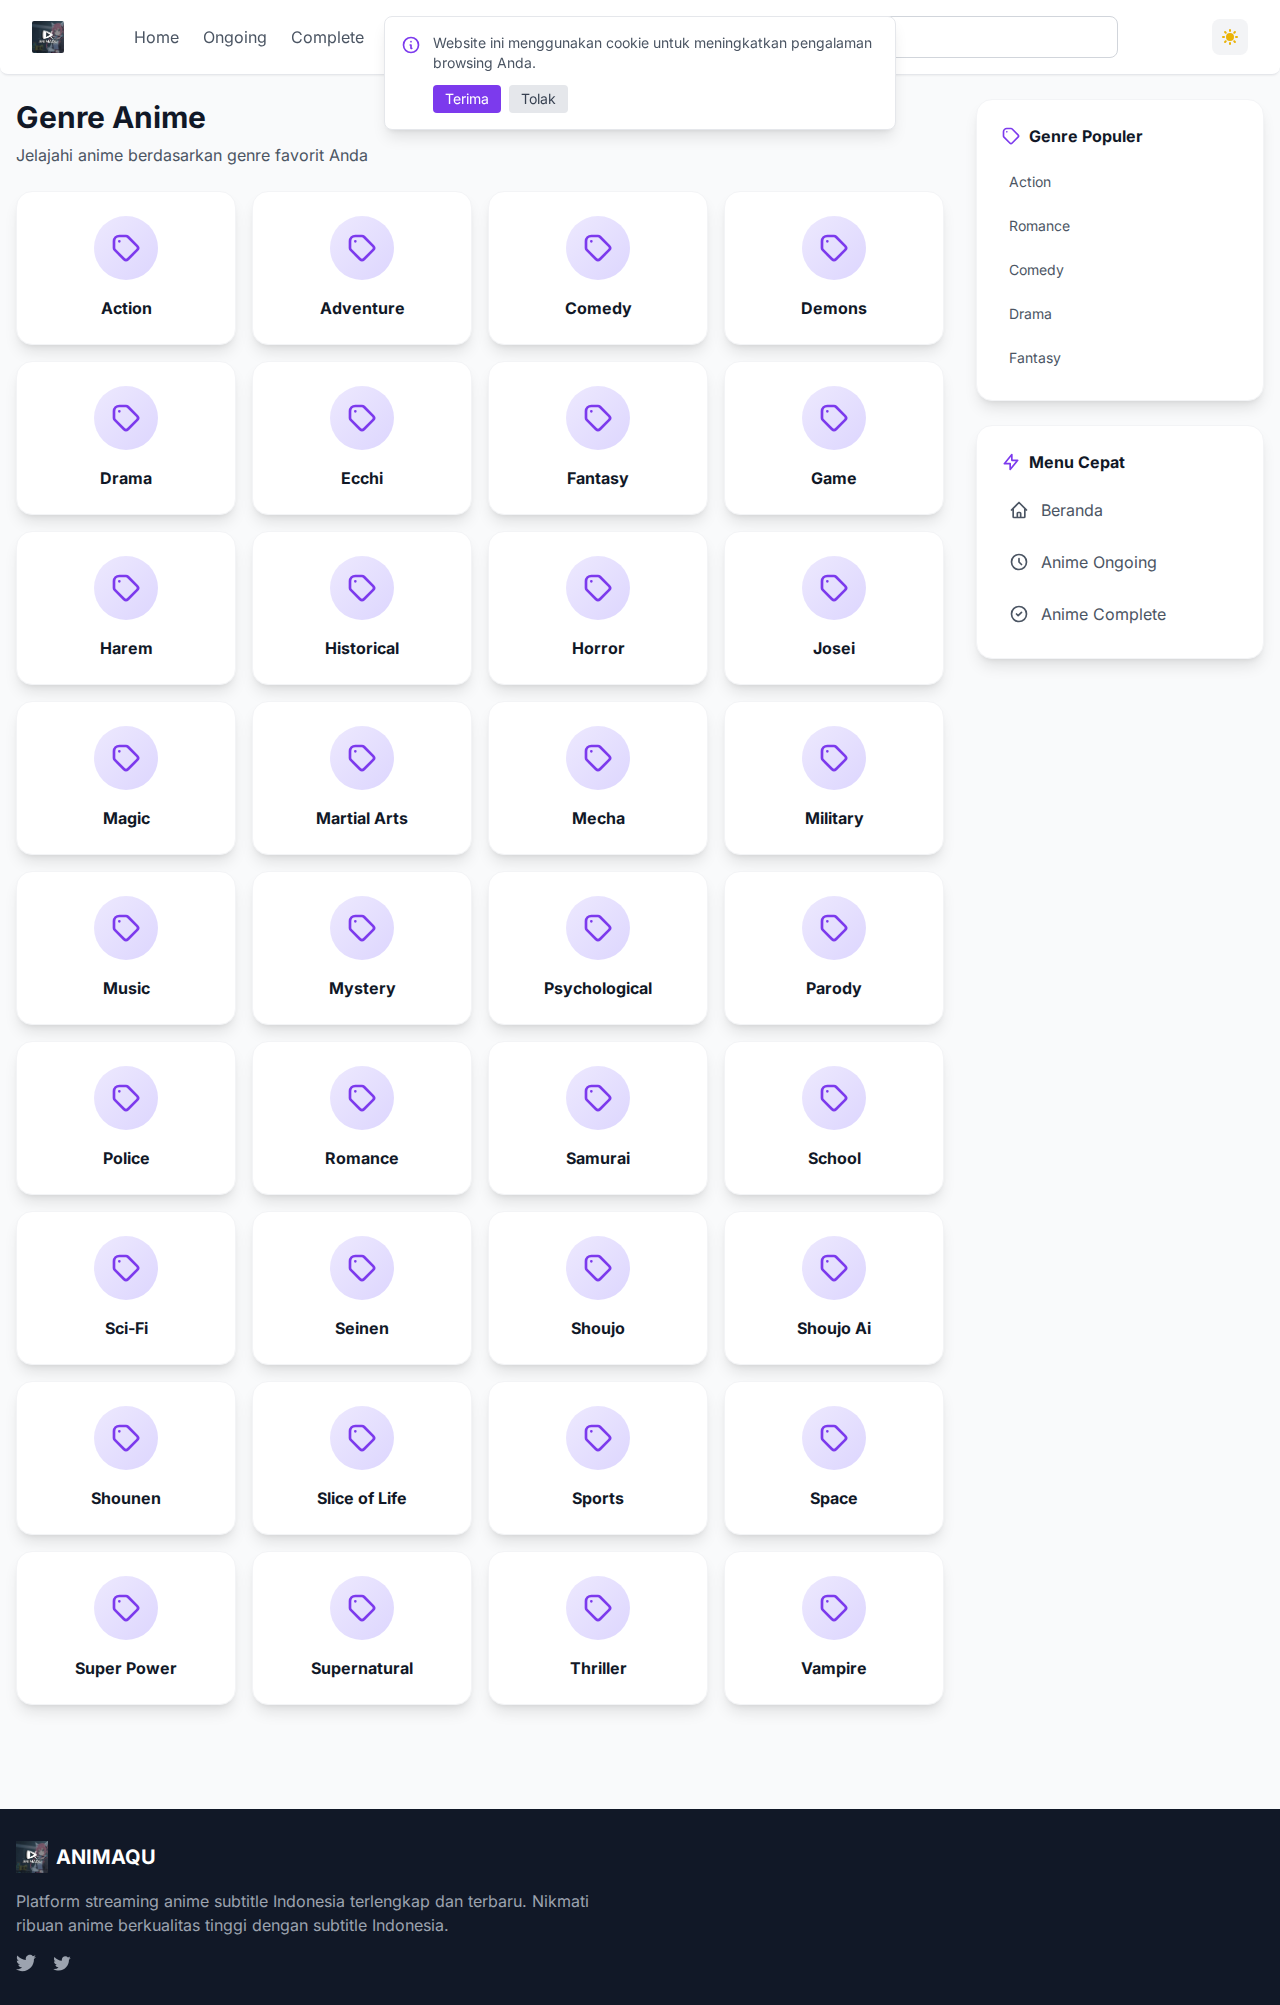 Home
Ongoing
Complete
Website ini menggunakan cookie untuk meningkatkan pengalaman
browsing Anda.
Terima
Tolak
Genre Anime
Jelajahi anime berdasarkan genre favorit Anda
Action
Adventure
Comedy
Demons
Drama
Ecchi
Fantasy
Game
Harem
Historical
Horror
Josei
Magic
Martial Arts
Mecha
Military
Music
Mystery
Psychological
Parody
Police
Romance
Samurai
School
Sci-Fi
Seinen
Shoujo
Shoujo Ai
Shounen
Slice of Life
Sports
Space
Super Power
Supernatural
Thriller
Vampire
Genre Populer
Action
Romance
Comedy
Drama
Fantasy
Menu Cepat
Beranda
Anime Ongoing
Anime Complete
ANIMAQU
Platform streaming anime subtitle Indonesia terlengkap dan terbaru. Nikmati
ribuan anime berkualitas tinggi dengan subtitle Indonesia.